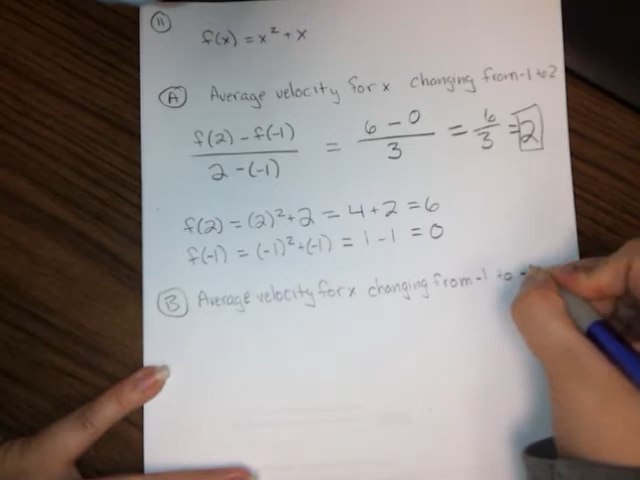 11
f(x) = x² + x
A Average velocity for x changing from -1 to 2
f(2) - f(-1) / 2 - (-1) = 6 - 0 / 3 = 6/3 = 2
f(2) = (2)² + 2 = 4 + 2 = 6
f(-1) = (-1)² + (-1) = 1 - 1 = 0
B Average velocity for x changing from -1 to -